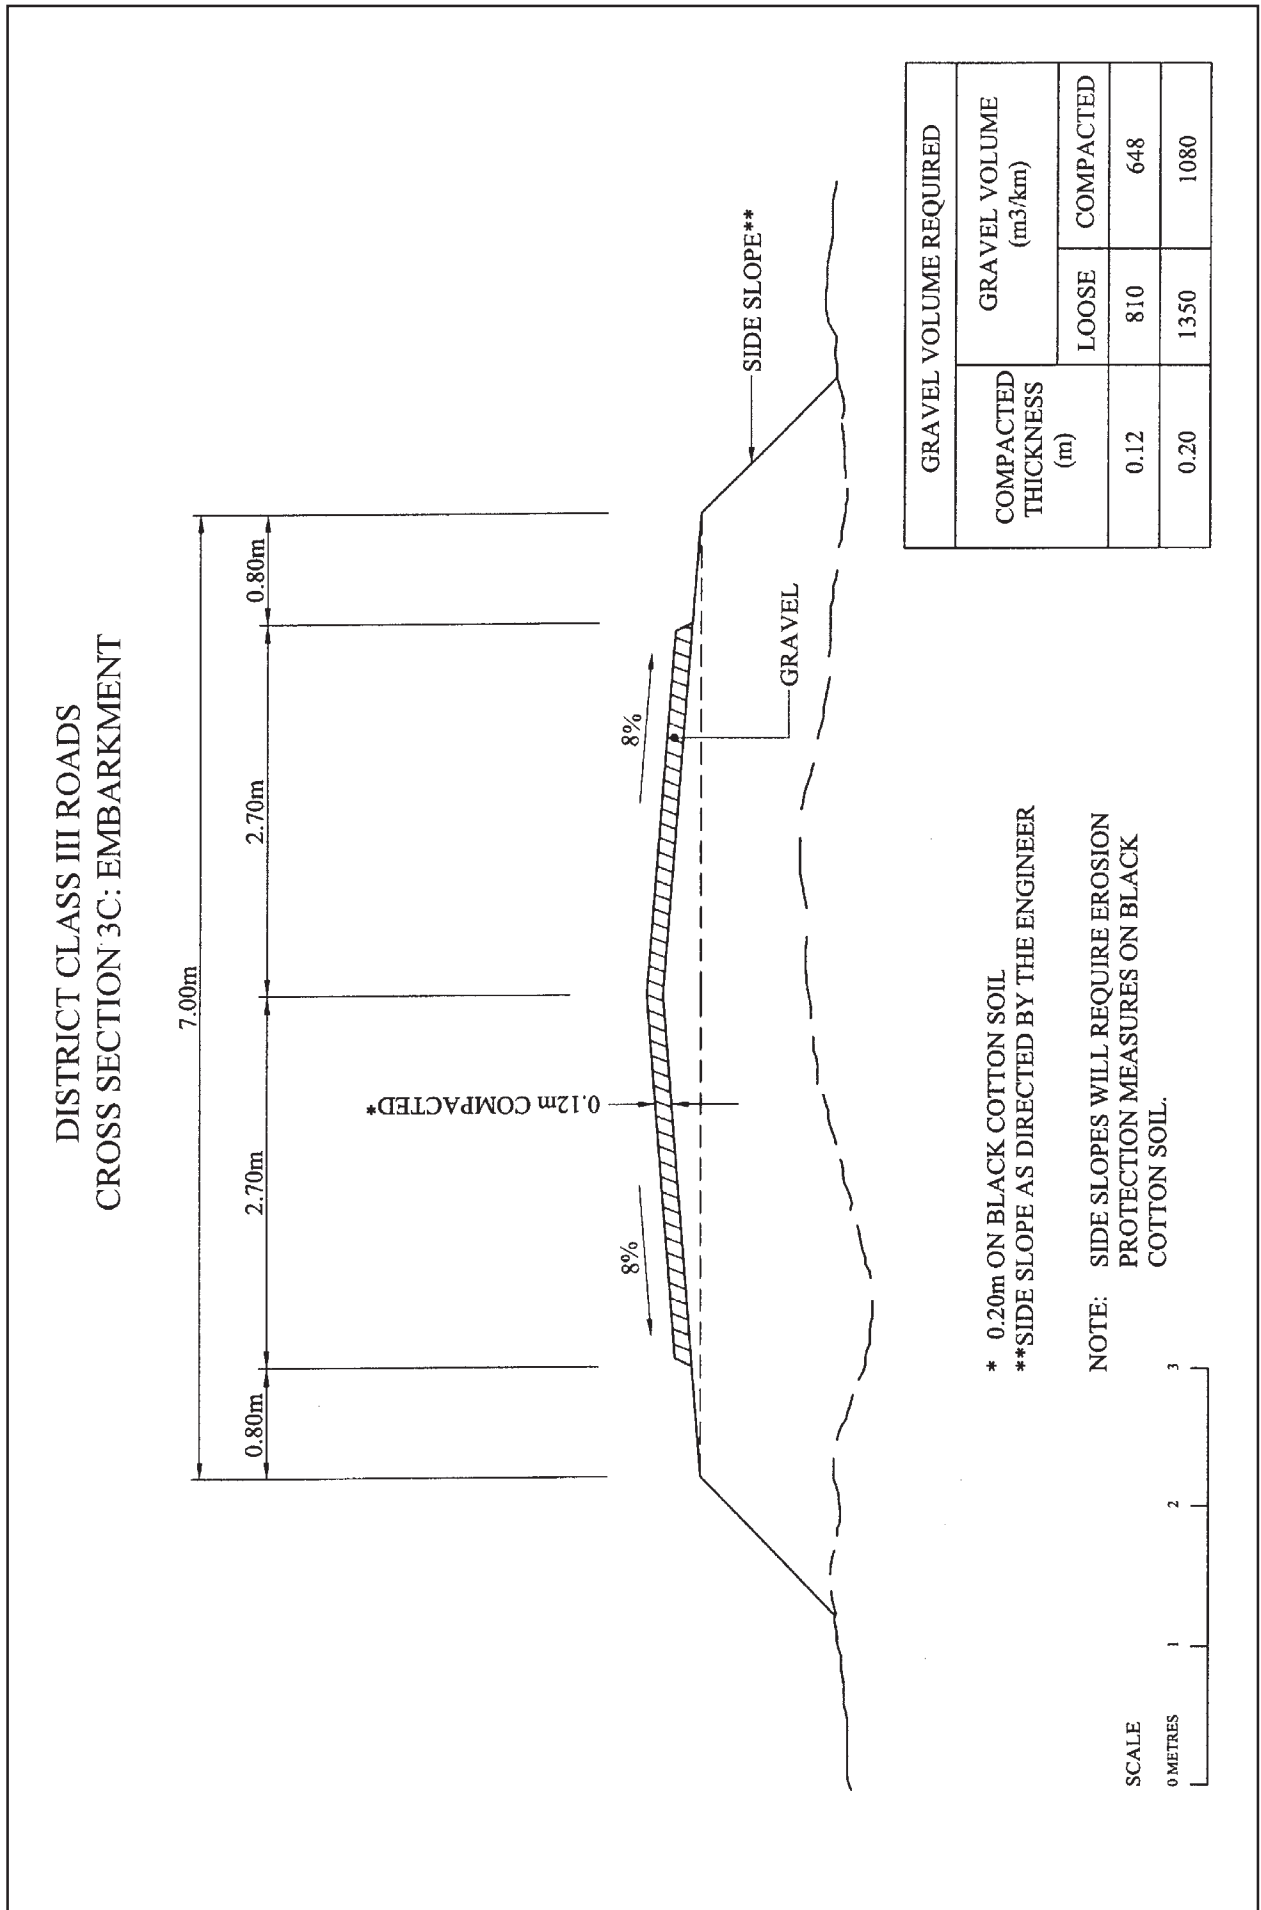 DISTRICT CLASS III ROADS
CROSS SECTION 3C: EMBARKMENT
7.00m
0.80m
2.70m
2.70m
0.80m
0.12m COMPACTED*
8%
8%
GRAVEL
SIDE SLOPE**
* 0.20m ON BLACK COTTON SOIL
**SIDE SLOPE AS DIRECTED BY THE ENGINEER
NOTE: SIDE SLOPES WILL REQUIRE EROSION
PROTECTION MEASURES ON BLACK
COTTON SOIL.
SCALE
0 METRES 1 2 3
GRAVEL VOLUME REQUIRED
COMPACTED
THICKNESS
(m)
GRAVEL VOLUME
(m3/km)
LOOSE COMPACTED
0.12 810 648
0.20 1350 1080